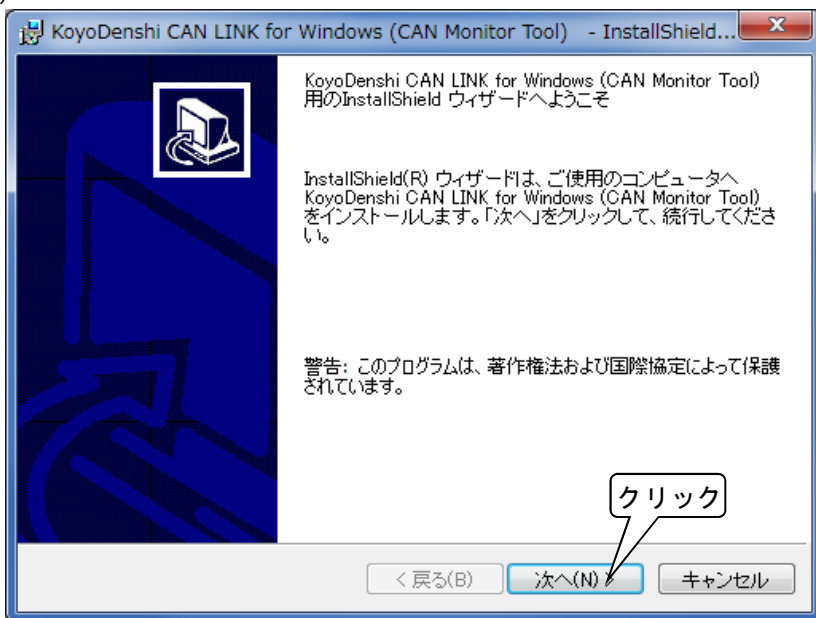 KoyoDenshi CAN LINK for Windows (CAN Monitor Tool) - InstallShield...
KoyoDenshi CAN LINK for Windows (CAN Monitor Tool)
用のInstallShield ウィザードへようこそ
InstallShield(R) ウィザードは、ご使用のコンピュータへ
KoyoDenshi CAN LINK for Windows (CAN Monitor Tool)
をインストールします。「次へ」をクリックして、続行してくださ
い。
警告: このプログラムは、著作権法および国際協定によって保護
されています。
クリック
< 戻る(B)
次へ(N) >
キャンセル